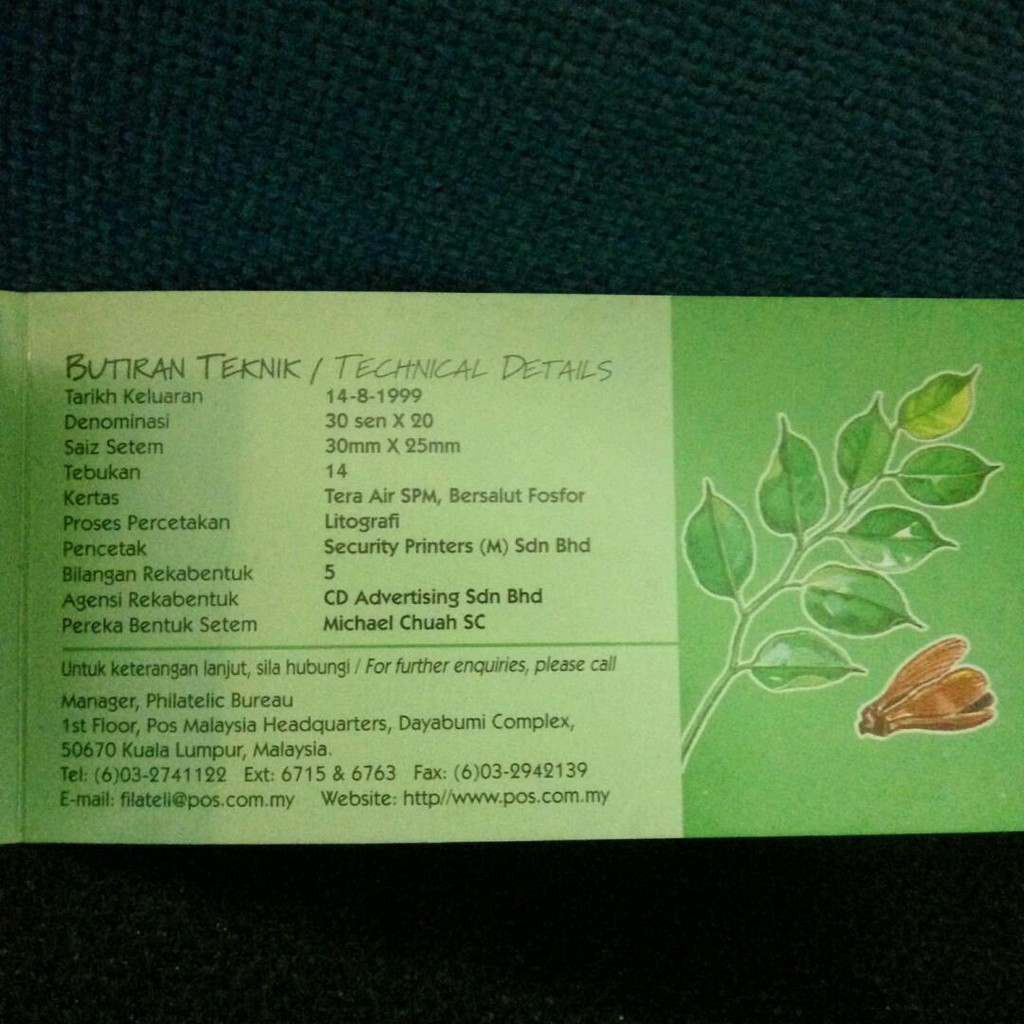 BUTIRAN TEKNIK / TECHNICAL DETAILS
Tarikh Keluaran 14-8-1999
Denominasi 30 sen X 20
Saiz Setem 30mm X 25mm
Tebukan 14
Kertas Tera Air SPM, Bersalut Fosfor
Proses Percetakan Litografi
Pencetak Security Printers (M) Sdn Bhd
Bilangan Rekabentuk 5
Agensi Rekabentuk CD Advertising Sdn Bhd
Pereka Bentuk Setem Michael Chuah SC
Untuk keterangan lanjut, sila hubungi / For further enquiries, please call
Manager, Philatelic Bureau
1st Floor, Pos Malaysia Headquarters, Dayabumi Complex,
50670 Kuala Lumpur, Malaysia.
Tel: (6)03-2741122 Ext: 6715 & 6763 Fax: (6)03-2942139
E-mail: filateli@pos.com.my Website: http//www.pos.com.my